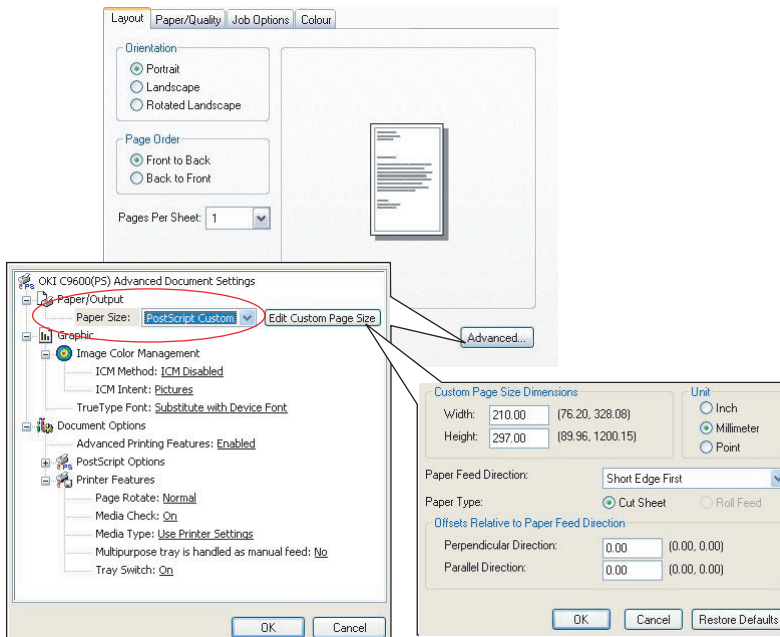 Layout Paper/Quality Job Options Colour
Orientation
Portrait
Landscape
Rotated Landscape
Page Order
Front to Back
Back to Front
Pages Per Sheet: 1
Advanced...
OKI C9600(PS) Advanced Document Settings
Paper/Output
Paper Size: PostScript Custom Edit Custom Page Size
Graphic
Image Color Management
ICM Method: ICM Disabled
ICM Intent: Pictures
TrueType Font: Substitute with Device Font
Document Options
Advanced Printing Features: Enabled
PostScript Options
Printer Features
Page Rotate: Normal
Media Check: On
Media Type: Use Printer Settings
Multipurpose tray is handled as manual feed: No
Tray Switch: On
OK Cancel
Custom Page Size Dimensions
Width: 210.00 (76.20, 328.08)
Height: 297.00 (89.96, 1200.15)
Unit
Inch
Millimeter
Point
Paper Feed Direction: Short Edge First
Paper Type: Cut Sheet Roll Feed
Offsets Relative to Paper Feed Direction
Perpendicular Direction: 0.00 (0.00, 0.00)
Parallel Direction: 0.00 (0.00, 0.00)
OK Cancel Restore Defaults